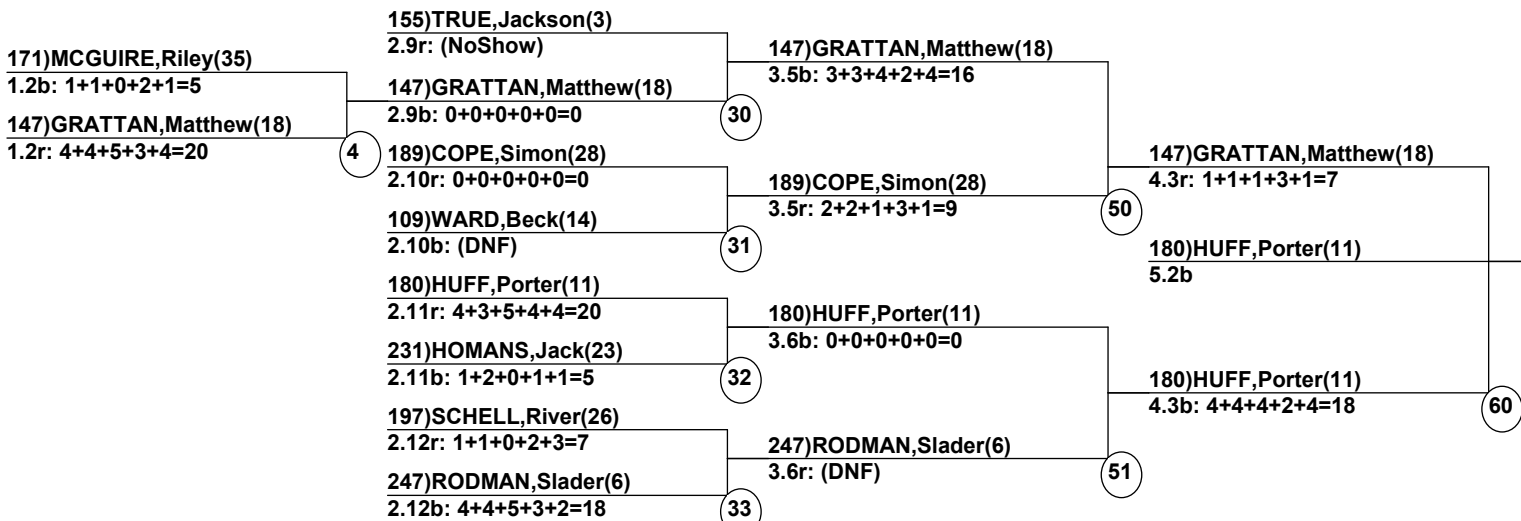 171)MCGUIRE,Riley(35)
1.2b: 1+1+0+2+1=5
147)GRATTAN,Matthew(18)
1.2r: 4+4+5+3+4=20
4
155)TRUE,Jackson(3)
2.9r: (NoShow)
147)GRATTAN,Matthew(18)
2.9b: 0+0+0+0+0=0
30
189)COPE,Simon(28)
2.10r: 0+0+0+0+0=0
109)WARD,Beck(14)
2.10b: (DNF)
31
180)HUFF,Porter(11)
2.11r: 4+3+5+4+4=20
231)HOMANS,Jack(23)
2.11b: 1+2+0+1+1=5
32
197)SCHELL,River(26)
2.12r: 1+1+0+2+3=7
247)RODMAN,Slader(6)
2.12b: 4+4+5+3+2=18
33
147)GRATTAN,Matthew(18)
3.5b: 3+3+4+2+4=16
189)COPE,Simon(28)
3.5r: 2+2+1+3+1=9
50
180)HUFF,Porter(11)
3.6b: 0+0+0+0+0=0
247)RODMAN,Slader(6)
3.6r: (DNF)
51
147)GRATTAN,Matthew(18)
4.3r: 1+1+1+3+1=7
180)HUFF,Porter(11)
5.2b
180)HUFF,Porter(11)
4.3b: 4+4+4+2+4=18
60